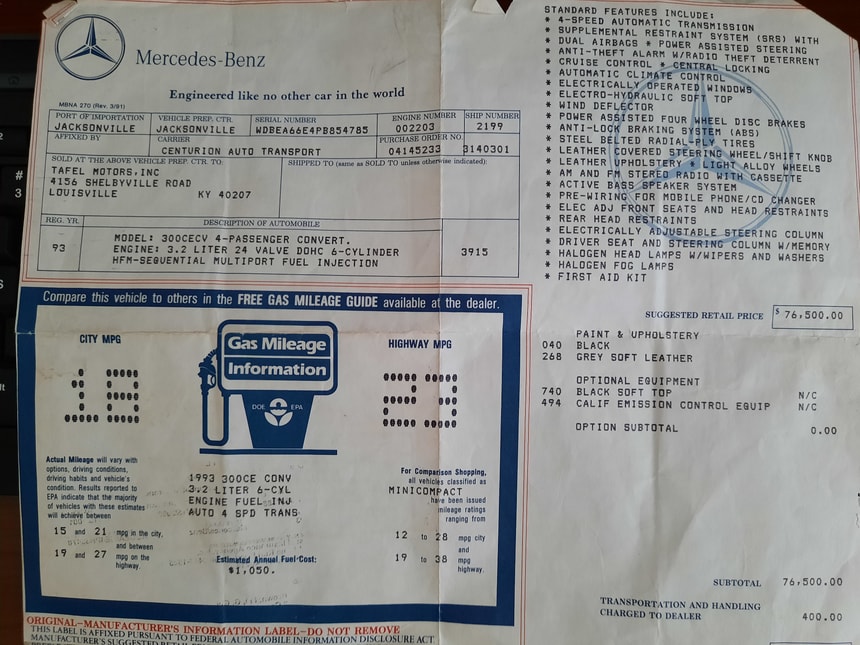 Mercedes-Benz
Engineered like no other car in the world
MBNA 270 (Rev. 3/91)
PORT OF IMPORTATION VEHICLE PREP. CTR. SERIAL NUMBER ENGINE NUMBER SHIP NUMBER
JACKSONVILLE JACKSONVILLE WDBEA66E4PB854785 002203 2199
AFFIXED BY CARRIER PURCHASE ORDER NO.
CENTURION AUTO TRANSPORT 04145233 3140301
SOLD AT THE ABOVE VEHICLE PREP. CTR. TO: SHIPPED TO: (same as SOLD TO unless otherwise indicated):
TAFEL MOTORS,INC
4156 SHELBYVILLE ROAD
LOUISVILLE KY 40207
REG. YR. DESCRIPTION OF AUTOMOBILE
MODEL: 300CECV 4-PASSENGER CONVERT.
93 ENGINE: 3.2 LITER 24 VALVE DOHC 6-CYLINDER 3915
HFM-SEQUENTIAL MULTIPORT FUEL INJECTION
Compare this vehicle to others in the FREE GAS MILEAGE GUIDE available at the dealer.
CITY MPG
18
Gas Mileage
Information
DOE EPA
HIGHWAY MPG
23
Actual Mileage will vary with
options, driving conditions,
driving habits and vehicle's
condition. Results reported to
EPA indicate that the majority
of vehicles with these estimates
will achieve between
15 and 21 mpg in the city,
and between
19 and 27 mpg on the
highway.
1993 300CE CONV
3.2 LITER 6-CYL
ENGINE FUEL INJ
AUTO 4 SPD TRANS
Estimated Annual Fuel Cost:
$1,050.
For Comparison Shopping,
all vehicles classified as
MINICOMPACT
have been issued
mileage ratings
ranging from
12 to 28 mpg city
and
19 to 38 mpg
highway.
ORIGINAL-MANUFACTURER'S INFORMATION LABEL-DO NOT REMOVE
THIS LABEL IS AFFIXED PURSUANT TO FEDERAL AUTOMOBILE INFORMATION DISCLOSURE ACT
STANDARD FEATURES INCLUDE:
* 4-SPEED AUTOMATIC TRANSMISSION
* SUPPLEMENTAL RESTRAINT SYSTEM (SRS) WITH
* DUAL AIRBAGS * POWER ASSISTED STEERING
* ANTI-THEFT ALARM W/RADIO THEFT DETERRENT
* CRUISE CONTROL * CENTRAL LOCKING
* AUTOMATIC CLIMATE CONTROL
* ELECTRICALLY OPERATED WINDOWS
* ELECTRO-HYDRAULIC SOFT TOP
* WIND DEFLECTOR
* POWER ASSISTED FOUR WHEEL DISC BRAKES
* ANTI-LOCK BRAKING SYSTEM (ABS)
* STEEL BELTED RADIAL-PLY TIRES
* LEATHER COVERED STEERING WHEEL/SHIFT KNOB
* LEATHER UPHOLSTERY * LIGHT ALLOY WHEELS
* AM AND FM STEREO RADIO WITH CASSETTE
* ACTIVE BASS SPEAKER SYSTEM
* PRE-WIRING FOR MOBILE PHONE/CD CHANGER
* ELEC ADJ FRONT SEATS AND HEAD RESTRAINTS
* REAR HEAD RESTRAINTS
* ELECTRICALLY ADJUSTABLE STEERING COLUMN
* DRIVER SEAT AND STEERING COLUMN W/MEMORY
* HALOGEN HEAD LAMPS W/WIPERS AND WASHERS
* HALOGEN FOG LAMPS
* FIRST AID KIT
SUGGESTED RETAIL PRICE $ 76,500.00
PAINT & UPHOLSTERY
040 BLACK
268 GREY SOFT LEATHER
OPTIONAL EQUIPMENT
740 BLACK SOFT TOP N/C
494 CALIF EMISSION CONTROL EQUIP N/C
OPTION SUBTOTAL 0.00
SUBTOTAL 76,500.00
TRANSPORTATION AND HANDLING
CHARGED TO DEALER 400.00